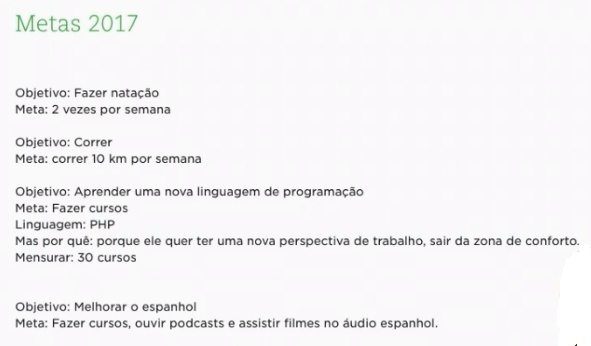 Metas 2017
Objetivo: Fazer natação
Meta: 2 vezes por semana
Objetivo: Correr
Meta: correr 10 km por semana
Objetivo: Aprender uma nova linguagem de programação
Meta: Fazer cursos
Linguagem: PHP
Mas por quê: porque ele quer ter uma nova perspectiva de trabalho, sair da zona de conforto.
Mensurar: 30 cursos
Objetivo: Melhorar o espanhol
Meta: Fazer cursos, ouvir podcasts e assistir filmes no áudio espanhol.